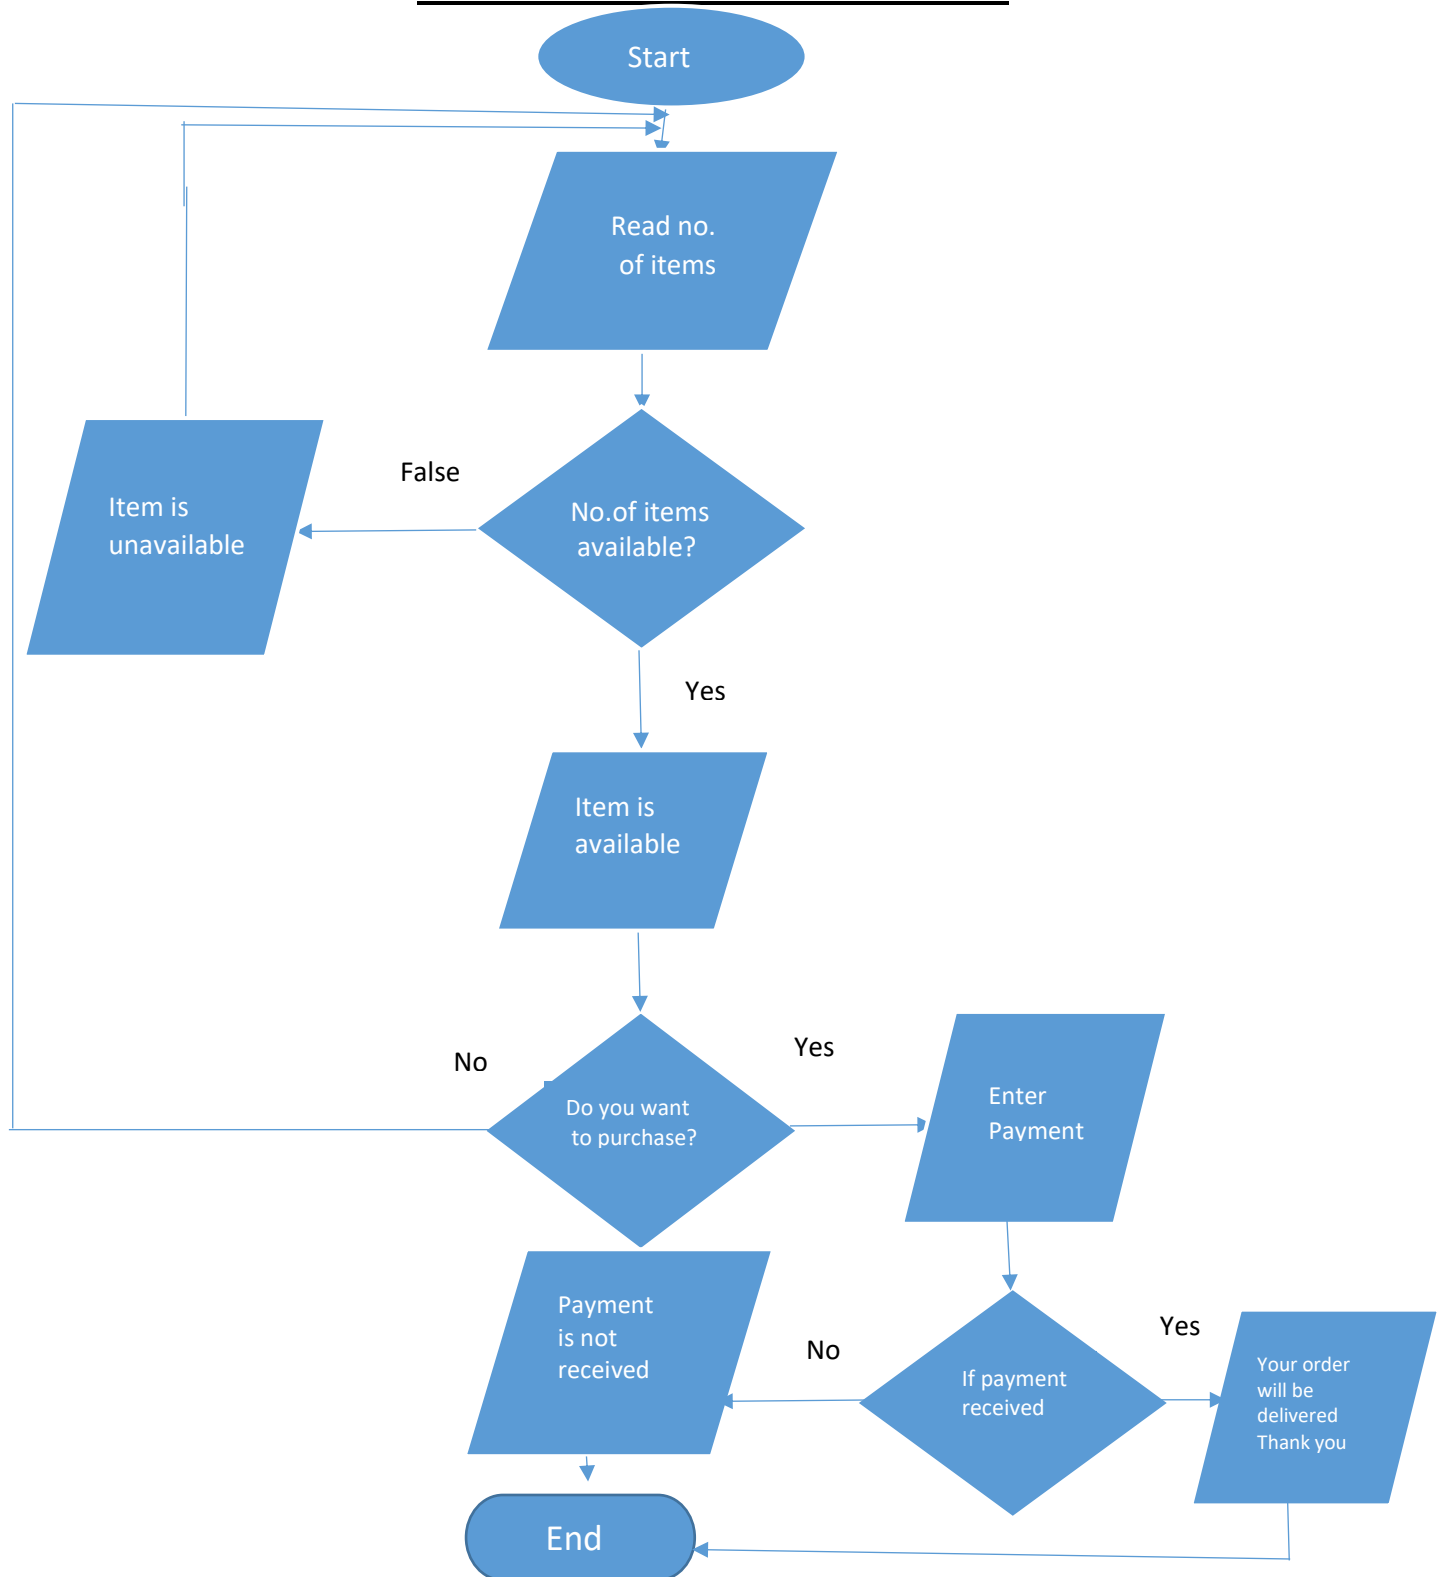 Start
Read no.
of items
False
No.of items
available?
Item is
unavailable
Yes
Item is
available
No
Yes
Do you want
to purchase?
Enter
Payment
Payment
is not
received
No
If payment
received
Yes
Your order
will be
delivered
Thank you
End